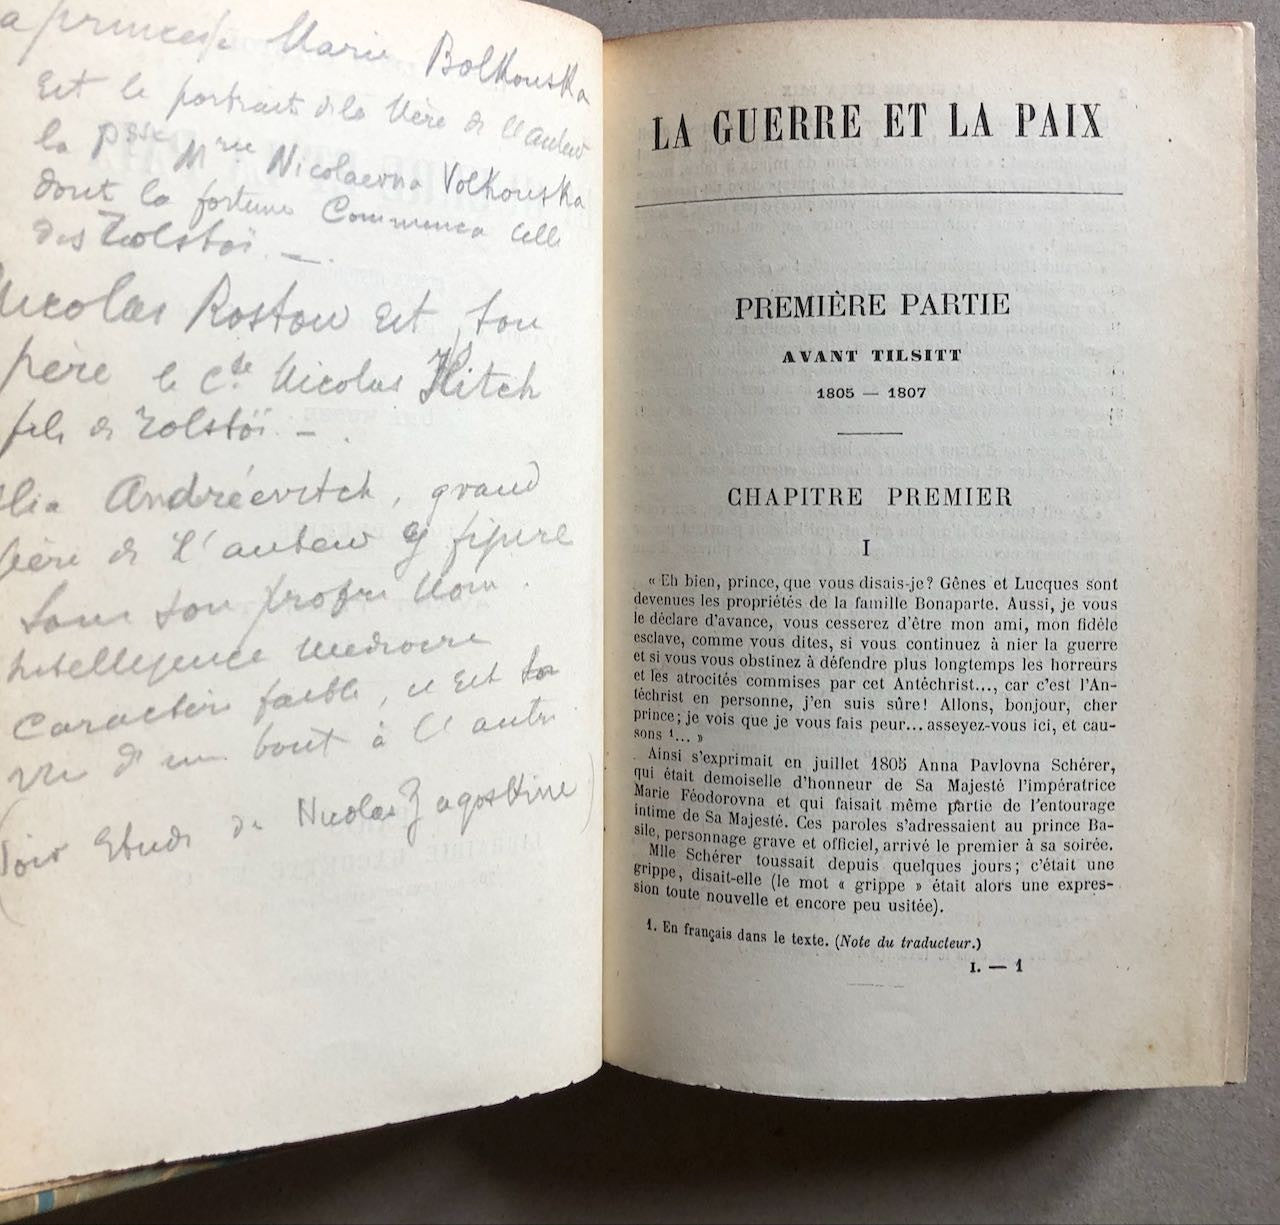 a princesse Marie Bolkouska
Est le portrait de la Mère de l'auteur
la Psse Mrie Nicolaevna Volkouska
dont la fortune Commença Celle
des Tolstoï. —
Nicolas Rostow Est son
père le Cte Nicolas Ilitch
fils de Tolstoï. — .
Ilia Andréevitch, grand
père de l'auteur y figure
sous son propre Nom.
Intelligence médiocre
Caractère faible, c'est sa
vie d'un bout à l'autre
(Voir Etude de Nicolas Zagostkine)
LA GUERRE ET LA PAIX
PREMIÈRE PARTIE
AVANT TILSITT
1805 — 1807
CHAPITRE PREMIER
I
« Eh bien, prince, que vous disais-je? Gênes et Lucques sont
devenues les propriétés de la famille Bonaparte. Aussi, je vous
le déclare d'avance, vous cesserez d'être mon ami, mon fidèle
esclave, comme vous dites, si vous continuez à nier la guerre
et si vous vous obstinez à défendre plus longtemps les horreurs
et les atrocités commises par cet Antéchrist..., car c'est l'An-
téchrist en personne, j'en suis sûre! Allons, bonjour, cher
prince; je vois que je vous fais peur... asseyez-vous ici, et cau-
sons ¹... »
Ainsi s'exprimait en juillet 1805 Anna Pavlovna Schérer,
qui était demoiselle d'honneur de Sa Majesté l'impératrice
Marie Féodorovna et qui faisait même partie de l'entourage
intime de Sa Majesté. Ces paroles s'adressaient au prince Ba-
sile, personnage grave et officiel, arrivé le premier à sa soirée.
Mlle Schérer toussait depuis quelques jours; c'était une
grippe, disait-elle (le mot « grippe » était alors une expres-
sion toute nouvelle et encore peu usitée).
1. En français dans le texte. (Note du traducteur.)
I. — 1